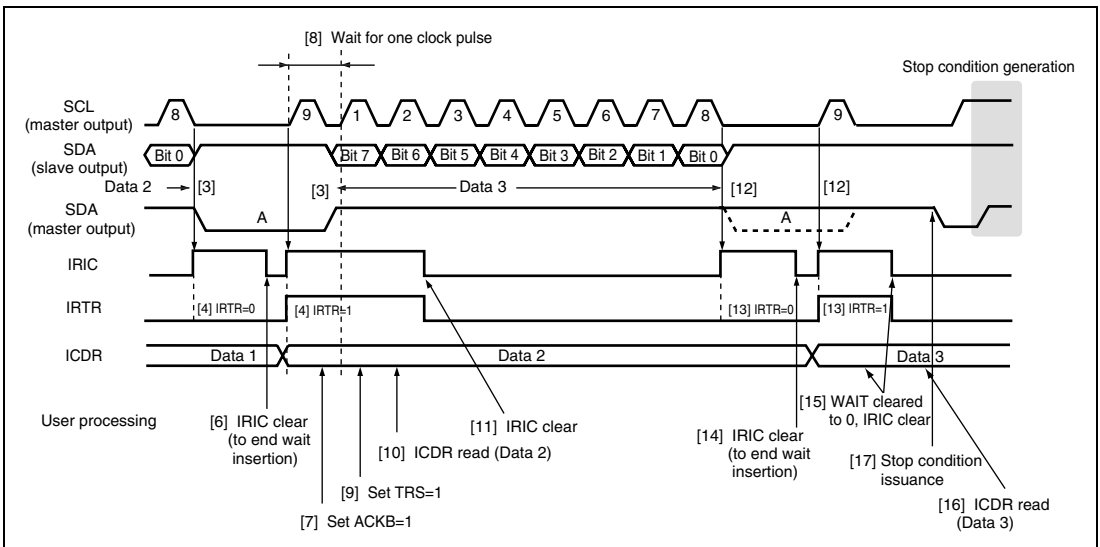 [8] Wait for one clock pulse
Stop condition generation
SCL
(master output)
8
9
1
2
3
4
5
6
7
8
9
SDA
(slave output)
Bit 0
Bit 7
Bit 6
Bit 5
Bit 4
Bit 3
Bit 2
Bit 1
Bit 0
Data 2
[3]
[3]
Data 3
[12]
[12]
SDA
(master output)
A
A
IRIC
IRTR
[4] IRTR=0
[4] IRTR=1
[13] IRTR=0
[13] IRTR=1
ICDR
Data 1
Data 2
Data 3
User processing
[6] IRIC clear
(to end wait
insertion)
[11] IRIC clear
[10] ICDR read (Data 2)
[9] Set TRS=1
[7] Set ACKB=1
[14] IRIC clear
(to end wait
insertion)
[15] WAIT cleared
to 0, IRIC clear
[17] Stop condition
issuance
[16] ICDR read
(Data 3)